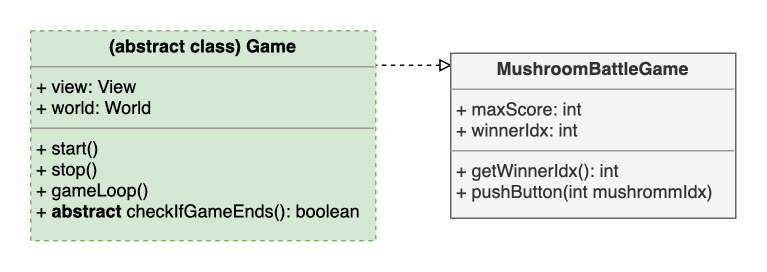 (abstract class) Game
+ view: View
+ world: World
+ start()
+ stop()
+ gameLoop()
+ abstract checkIfGameEnds(): boolean
MushroomBattleGame
+ maxScore: int
+ winnerIdx: int
+ getWinnerIdx(): int
+ pushButton(int mushrommIdx)